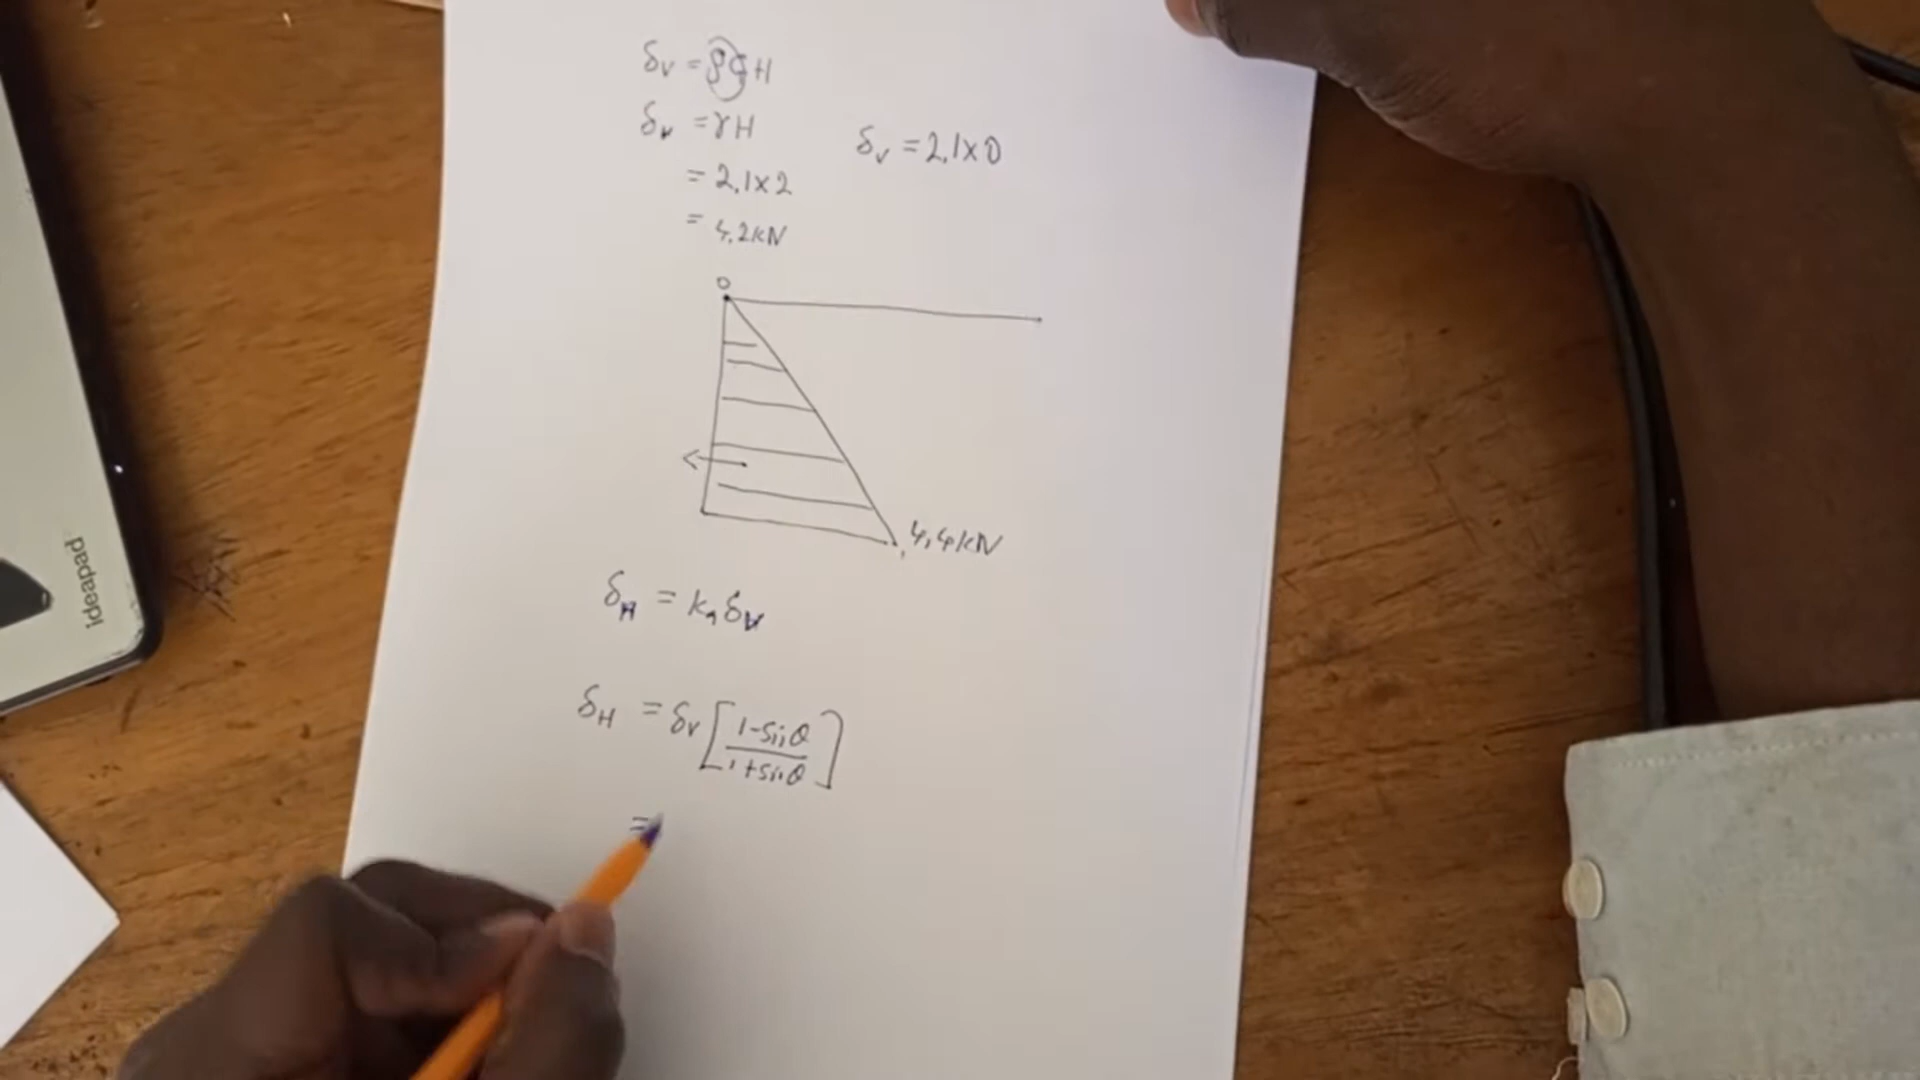 δv = ρgH
δv = γH
= 2,1×2
= 4,2kN
δv = 2,1×0
0
4,4kN
δH = ka δv
δH = δv [1-sinθ / 1+sinθ]
=
ideapad